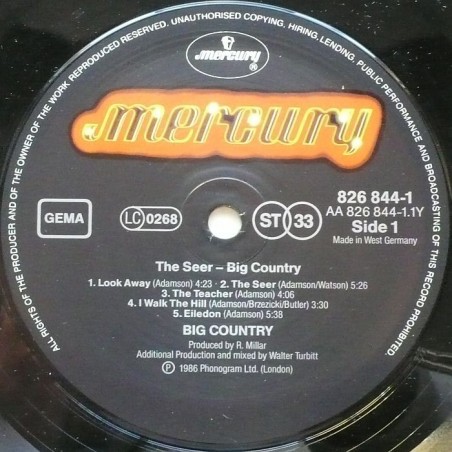 ALL RIGHTS OF THE PRODUCER AND OF THE OWNER OF THE WORK REPRODUCED RESERVED. UNAUTHORISED COPYING, HIRING, LENDING, PUBLIC PERFORMANCE AND BROADCASTING OF THIS RECORD PROHIBITED.
mercury ®
mercury
GEMA
LC 0268
ST 33
826 844-1
AA 826 844-1.1Y
Side 1
Made in West Germany
The Seer – Big Country
1. Look Away (Adamson) 4:23 - 2. The Seer (Adamson/Watson) 5:26
3. The Teacher (Adamson) 4:06
4. I Walk The Hill (Adamson/Brzezicki/Butler) 3:30
5. Eiledon (Adamson) 5:38
BIG COUNTRY
Produced by R. Millar
Additional Production and mixed by Walter Turbitt
Ⓟ 1986 Phonogram Ltd. (London)